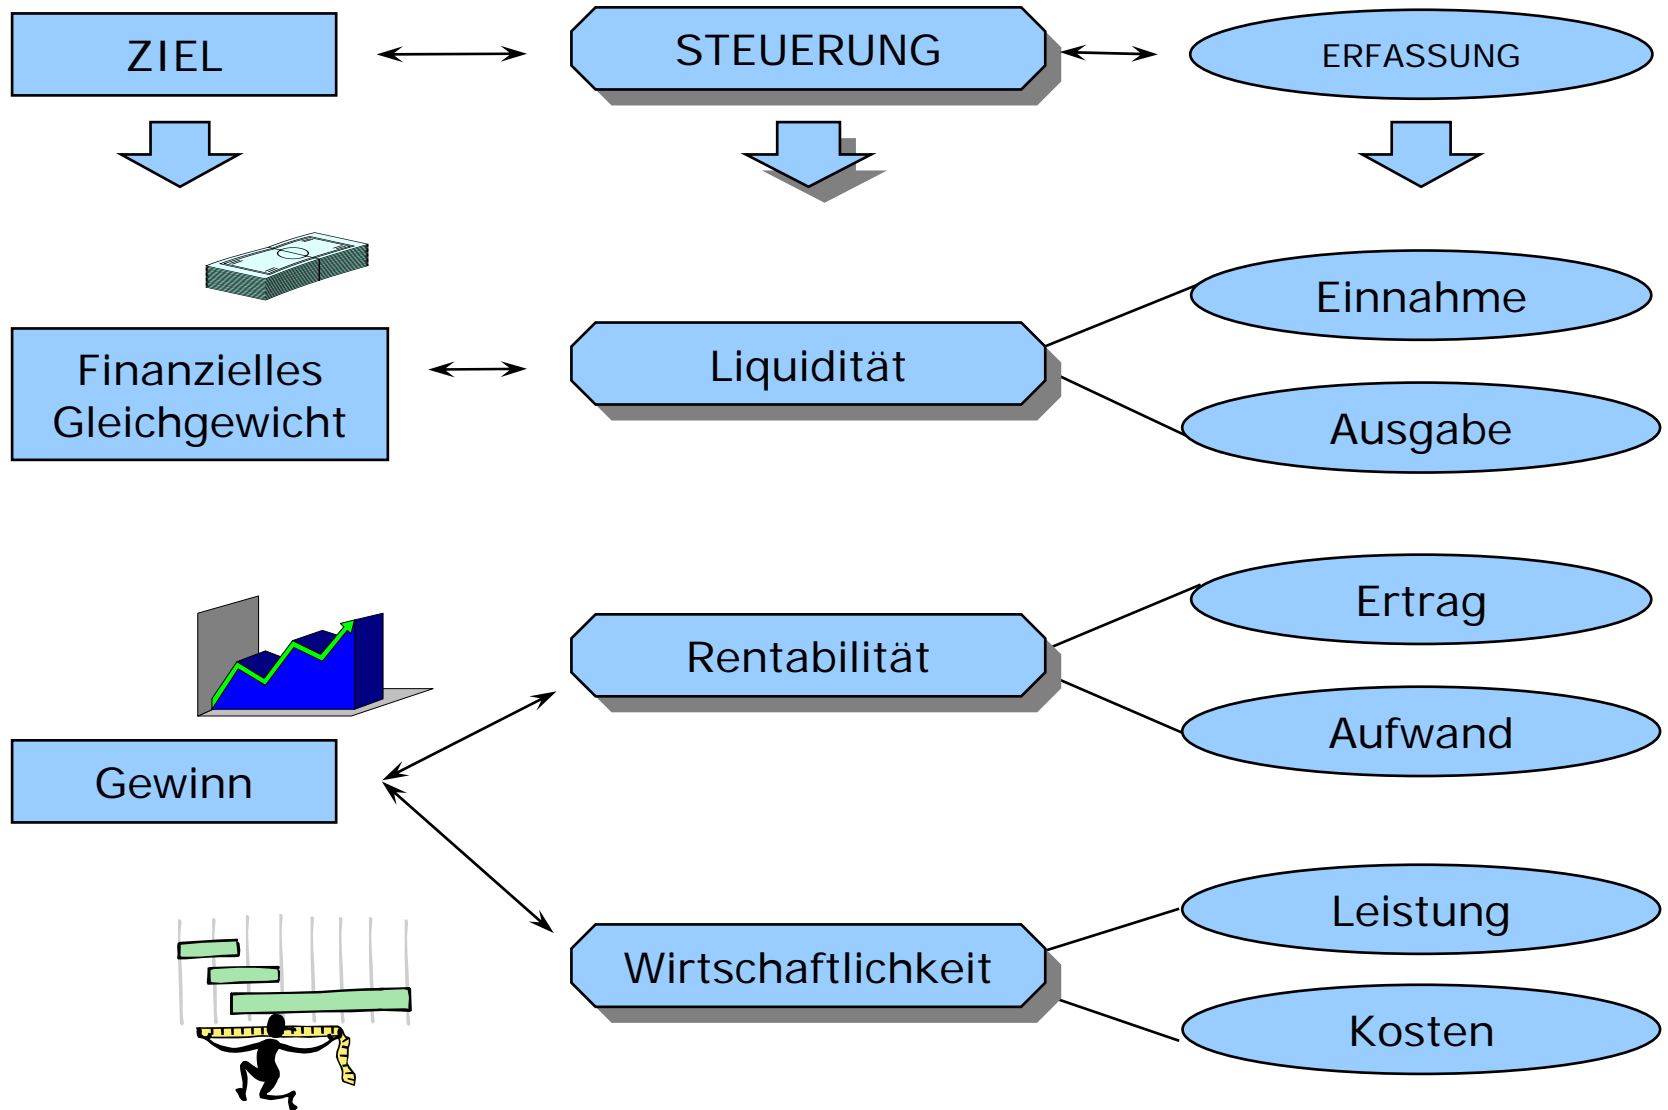 ZIEL
STEUERUNG
ERFASSUNG
Finanzielles
Gleichgewicht
Liquidität
Einnahme
Ausgabe
Gewinn
Rentabilität
Ertrag
Aufwand
Wirtschaftlichkeit
Leistung
Kosten